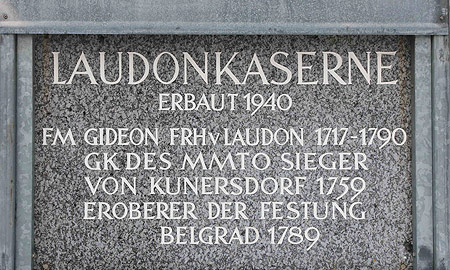 LAUDONKASERNE
ERBAUT 1940
FM. GIDEON FRHv LAUDON 1717-1790
GK DES MMTO SIEGER
VON KUNERSDORF 1759
EROBERER DER FESTUNG
BELGRAD 1789